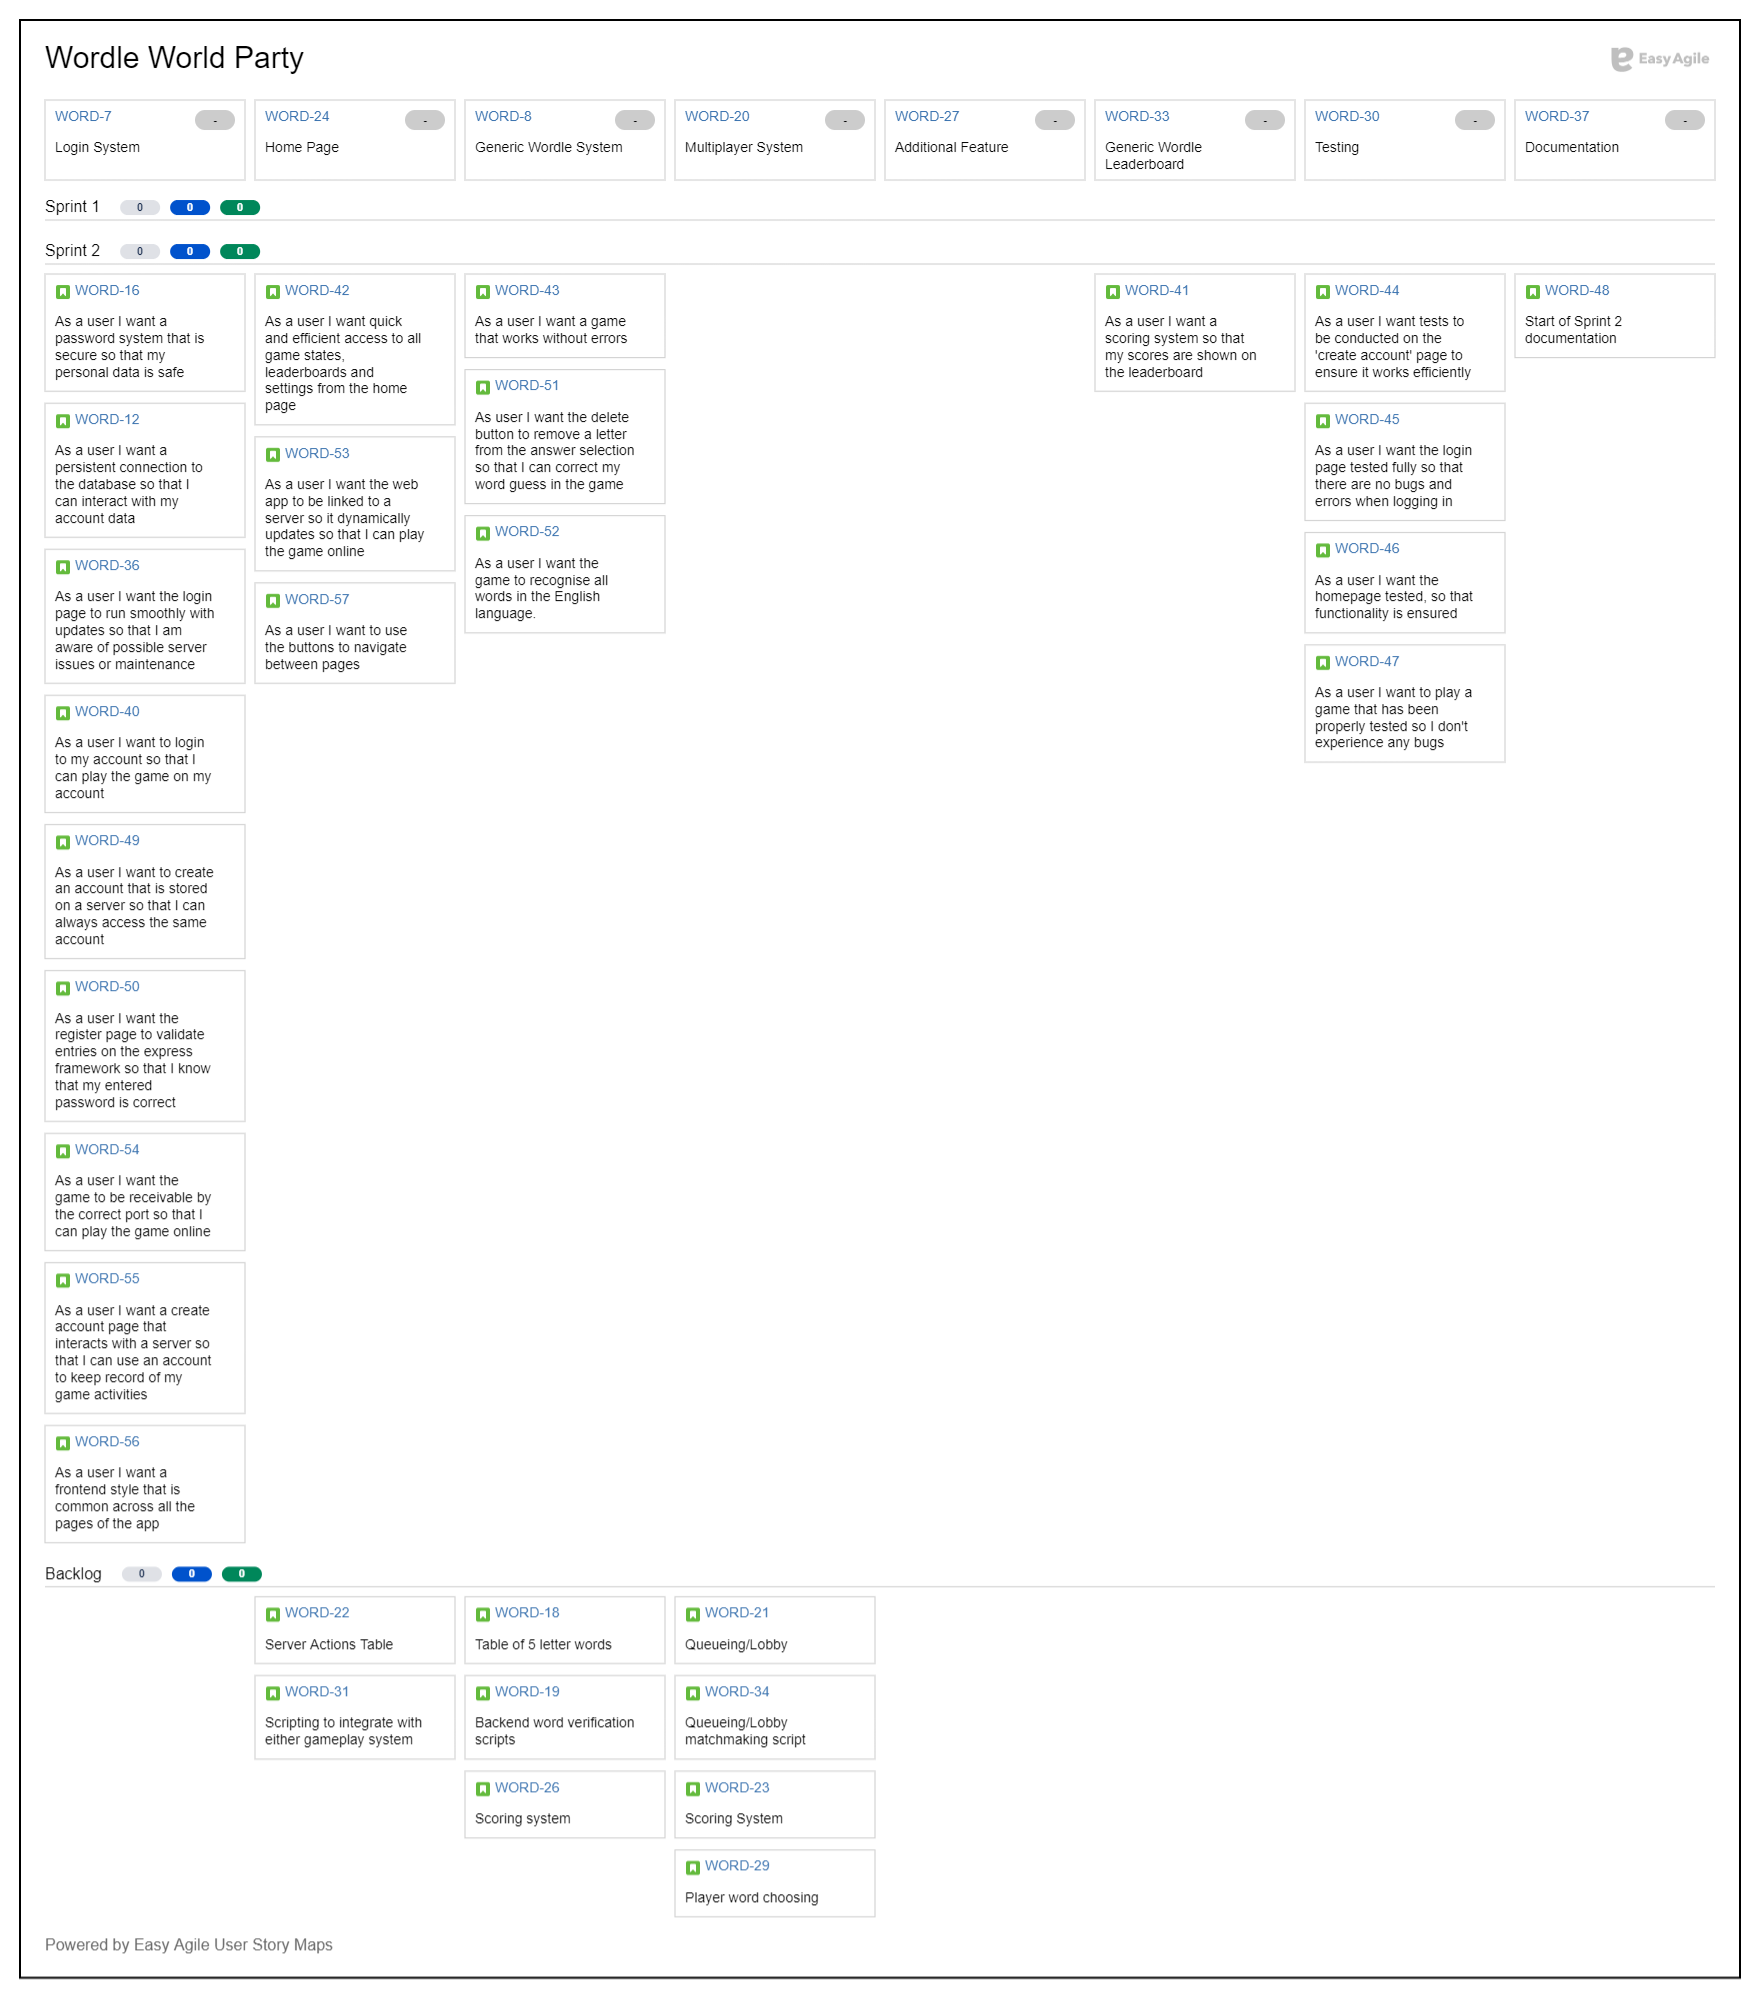 Wordle World Party
EasyAgile
WORD-7
-
Login System
WORD-24
-
Home Page
WORD-8
-
Generic Wordle System
WORD-20
-
Multiplayer System
WORD-27
-
Additional Feature
WORD-33
-
Generic Wordle
Leaderboard
WORD-30
-
Testing
WORD-37
-
Documentation
Sprint 1 0 0 0
Sprint 2 0 0 0
WORD-16
As a user I want a
password system that is
secure so that my
personal data is safe
WORD-12
As a user I want a
persistent connection to
the database so that I
can interact with my
account data
WORD-36
As a user I want the login
page to run smoothly with
updates so that I am
aware of possible server
issues or maintenance
WORD-40
As a user I want to login
to my account so that I
can play the game on my
account
WORD-49
As a user I want to create
an account that is stored
on a server so that I can
always access the same
account
WORD-50
As a user I want the
register page to validate
entries on the express
framework so that I know
that my entered
password is correct
WORD-54
As a user I want the
game to be receivable by
the correct port so that I
can play the game online
WORD-55
As a user I want a create
account page that
interacts with a server so
that I can use an account
to keep record of my
game activities
WORD-56
As a user I want a
frontend style that is
common across all the
pages of the app
WORD-42
As a user I want quick
and efficient access to all
game states,
leaderboards and
settings from the home
page
WORD-53
As a user I want the web
app to be linked to a
server so it dynamically
updates so that I can play
the game online
WORD-57
As a user I want to use
the buttons to navigate
between pages
WORD-43
As a user I want a game
that works without errors
WORD-51
As user I want the delete
button to remove a letter
from the answer selection
so that I can correct my
word guess in the game
WORD-52
As a user I want the
game to recognise all
words in the English
language.
WORD-41
As a user I want a
scoring system so that
my scores are shown on
the leaderboard
WORD-44
As a user I want tests to
be conducted on the
'create account' page to
ensure it works efficiently
WORD-45
As a user I want the login
page tested fully so that
there are no bugs and
errors when logging in
WORD-46
As a user I want the
homepage tested, so that
functionality is ensured
WORD-47
As a user I want to play a
game that has been
properly tested so I don't
experience any bugs
WORD-48
Start of Sprint 2
documentation
Backlog 0 0 0
WORD-22
Server Actions Table
WORD-31
Scripting to integrate with
either gameplay system
WORD-18
Table of 5 letter words
WORD-19
Backend word verification
scripts
WORD-26
Scoring system
WORD-21
Queueing/Lobby
WORD-34
Queueing/Lobby
matchmaking script
WORD-23
Scoring System
WORD-29
Player word choosing
Powered by Easy Agile User Story Maps